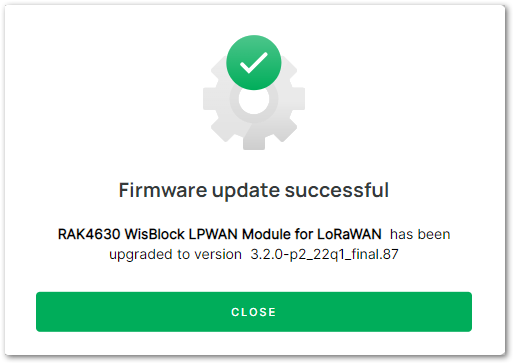 Firmware update successful
RAK4630 WisBlock LPWAN Module for LoRaWAN has been
upgraded to version 3.2.0-p2_22q1_final.87
CLOSE